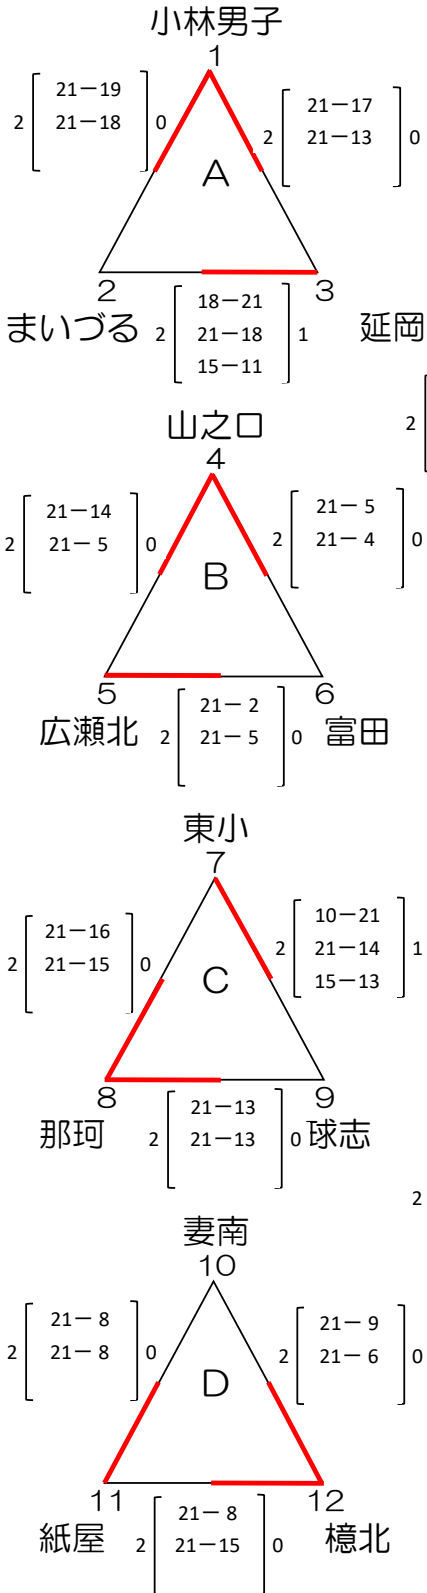 小林男子
1
2 21－19 0
21－18
2 21－17 0
21－13
A
2
3
まいづる
2 18－21 1
21－18
15－11
延岡
山之口
4
2
2 21－14 0
21－5
2 21－5 0
21－4
B
5
6
広瀬北
2 21－2 0
21－5
富田
東小
7
2 21－16 0
21－15
2 10－21 1
21－14
15－13
C
8
9
那珂
2 21－13 0
21－13
球志
2
妻南
10
2 21－8 0
21－8
2 21－9 0
21－6
D
11
12
紙屋
2 21－8 0
21－15
檍北